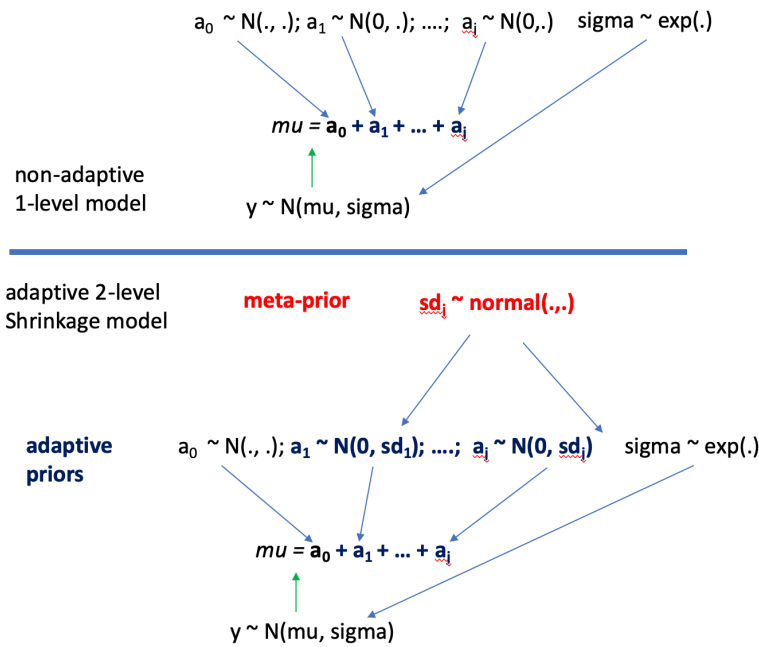 a0 ~ N(., .); a1 ~ N(0, .); ....; aj ~ N(0,.) sigma ~ exp(.)
mu = a0 + a1 + ... + aj
non-adaptive
1-level model
y ~ N(mu, sigma)
adaptive 2-level
Shrinkage model
meta-prior sdj ~ normal(.,.)
adaptive
priors
a0 ~ N(., .); a1 ~ N(0, sd1); ....; aj ~ N(0, sdj) sigma ~ exp(.)
mu = a0 + a1 + ... + aj
y ~ N(mu, sigma)